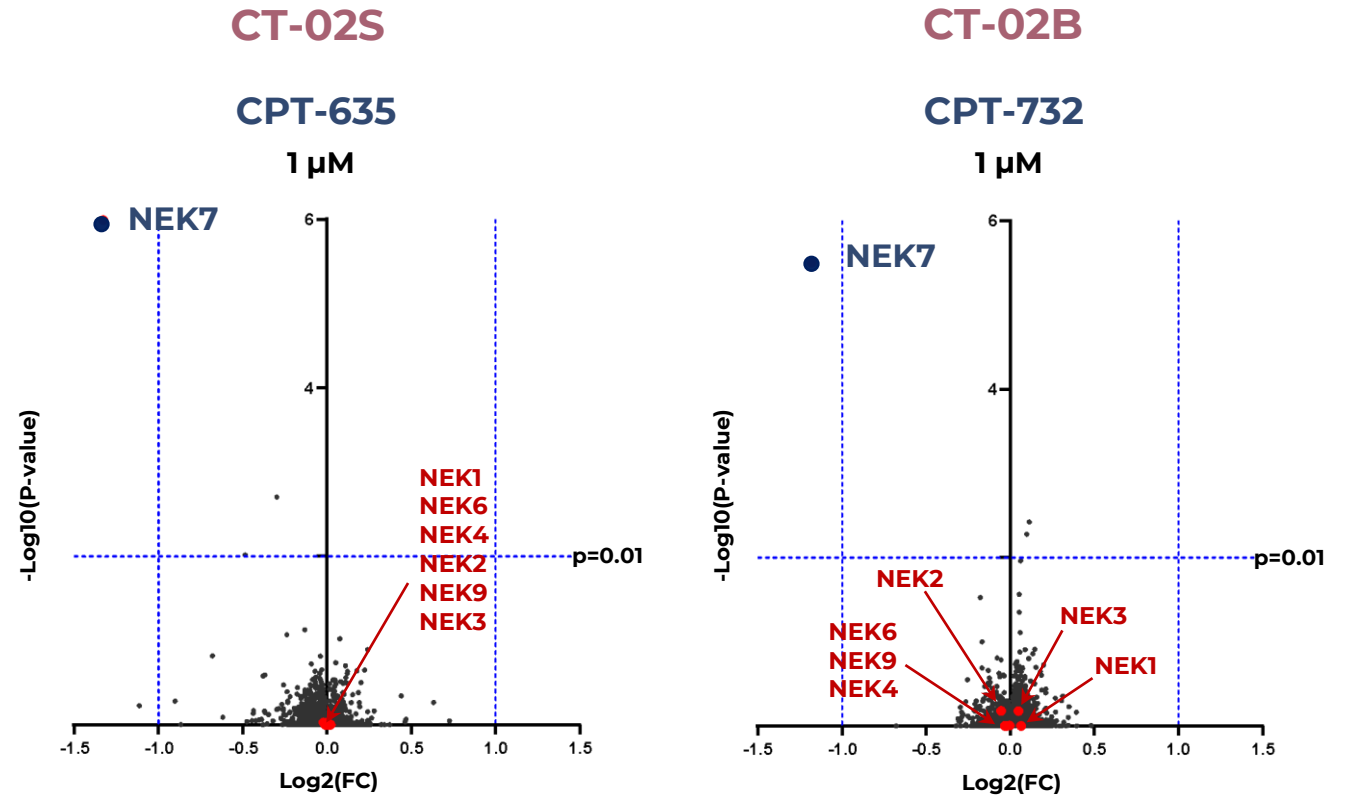 CT-02S
CPT-635
1 µM
NEK7
6
4
NEK1
NEK6
NEK4
NEK2
NEK9
NEK3
p=0.01
-Log10(P-value)
-1.5
-1.0
-0.5
0.0
0.5
1.0
1.5
Log2(FC)
CT-02B
CPT-732
1 µM
NEK7
6
4
p=0.01
NEK2
NEK3
NEK6
NEK9
NEK4
NEK1
-Log10(P-value)
-1.5
-1.0
-0.5
0.0
0.5
1.0
1.5
Log2(FC)